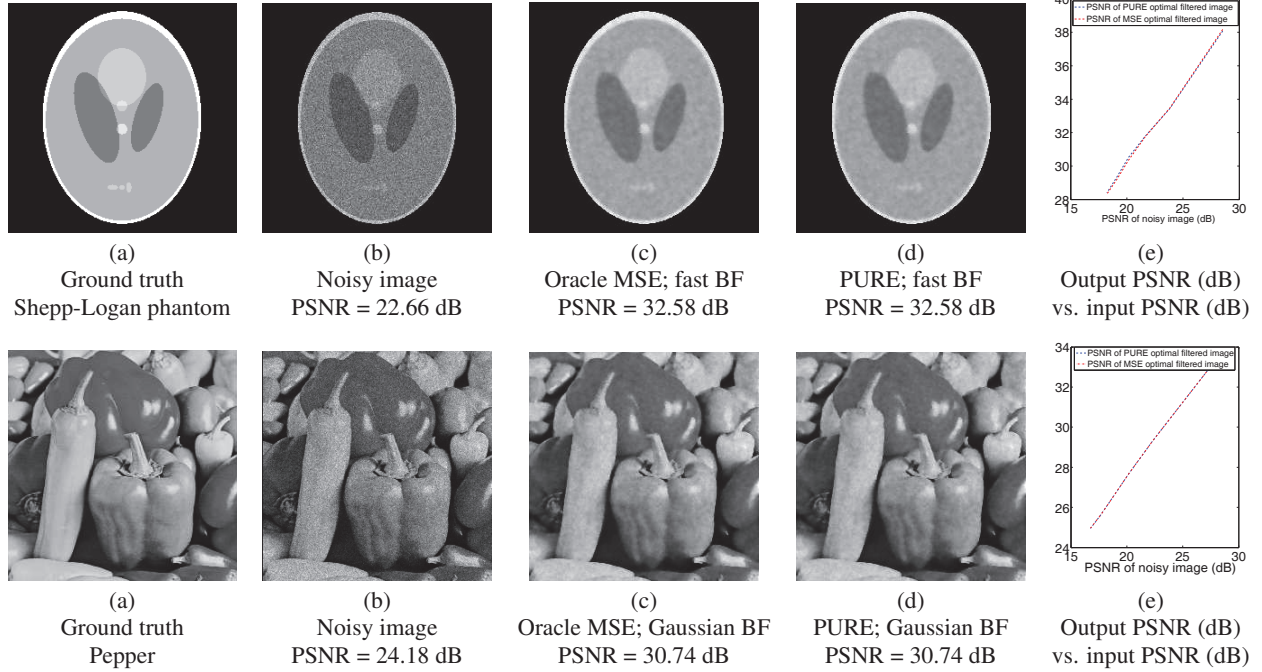 40
PSNR of PURE optimal filtered image
PSNR of MSE optimal filtered image
38
36
34
32
30
28
15
20
25
30
PSNR of noisy image (dB)
(a)
Ground truth
Shepp-Logan phantom
(b)
Noisy image
PSNR = 22.66 dB
(c)
Oracle MSE; fast BF
PSNR = 32.58 dB
(d)
PURE; fast BF
PSNR = 32.58 dB
(e)
Output PSNR (dB)
vs. input PSNR (dB)
34
PSNR of PURE optimal filtered image
PSNR of MSE optimal filtered image
32
30
28
26
24
15
20
25
30
PSNR of noisy image (dB)
(a)
Ground truth
Pepper
(b)
Noisy image
PSNR = 24.18 dB
(c)
Oracle MSE; Gaussian BF
PSNR = 30.74 dB
(d)
PURE; Gaussian BF
PSNR = 30.74 dB
(e)
Output PSNR (dB)
vs. input PSNR (dB)